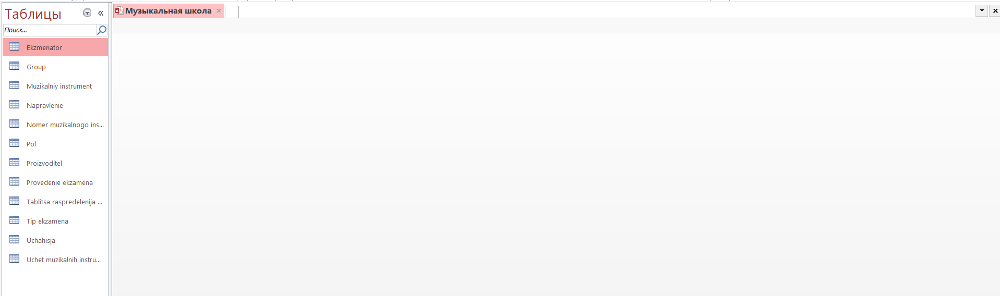 Таблицы
Музыкальная школа
Поиск...
Ekzmenator
Group
Muzikalniy instrument
Napravlenie
Nomer muzikalnogo ins...
Pol
Proizvoditel
Provedenie ekzamena
Tablitsa raspredelenija ...
Tip ekzamena
Uchahisja
Uchet muzikalnih instru...